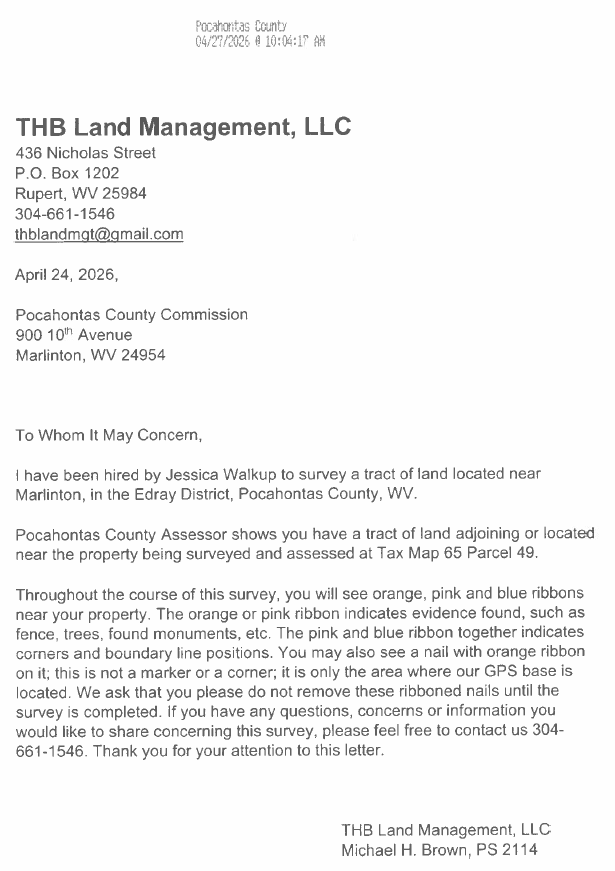 Pocahontas County
04/27/2026 @ 10:04:17 AM
THB Land Management, LLC
436 Nicholas Street
P.O. Box 1202
Rupert, WV 25984
304-661-1546
thblandmgt@gmail.com
April 24, 2026,
Pocahontas County Commission
900 10th Avenue
Marlinton, WV 24954
To Whom It May Concern,
I have been hired by Jessica Walkup to survey a tract of land located near
Marlinton, in the Edray District, Pocahontas County, WV.
Pocahontas County Assessor shows you have a tract of land adjoining or located
near the property being surveyed and assessed at Tax Map 65 Parcel 49.
Throughout the course of this survey, you will see orange, pink and blue ribbons
near your property. The orange or pink ribbon indicates evidence found, such as
fence, trees, found monuments, etc. The pink and blue ribbon together indicates
corners and boundary line positions. You may also see a nail with orange ribbon
on it; this is not a marker or a corner; it is only the area where our GPS base is
located. We ask that you please do not remove these ribboned nails until the
survey is completed. If you have any questions, concerns or information you
would like to share concerning this survey, please feel free to contact us 304-
661-1546. Thank you for your attention to this letter.
THB Land Management, LLC
Michael H. Brown, PS 2114